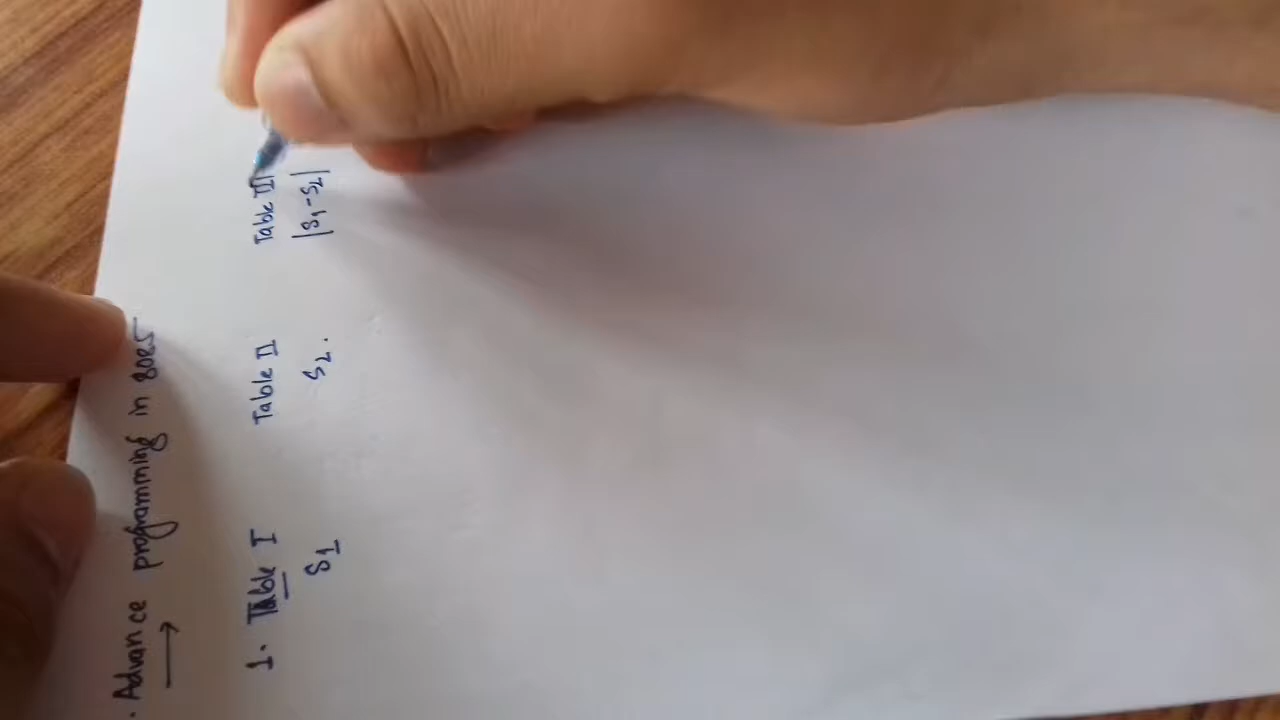 . Advance programming in 8085
1. Table I Table II Table III
S1 S2. |S1-S2|